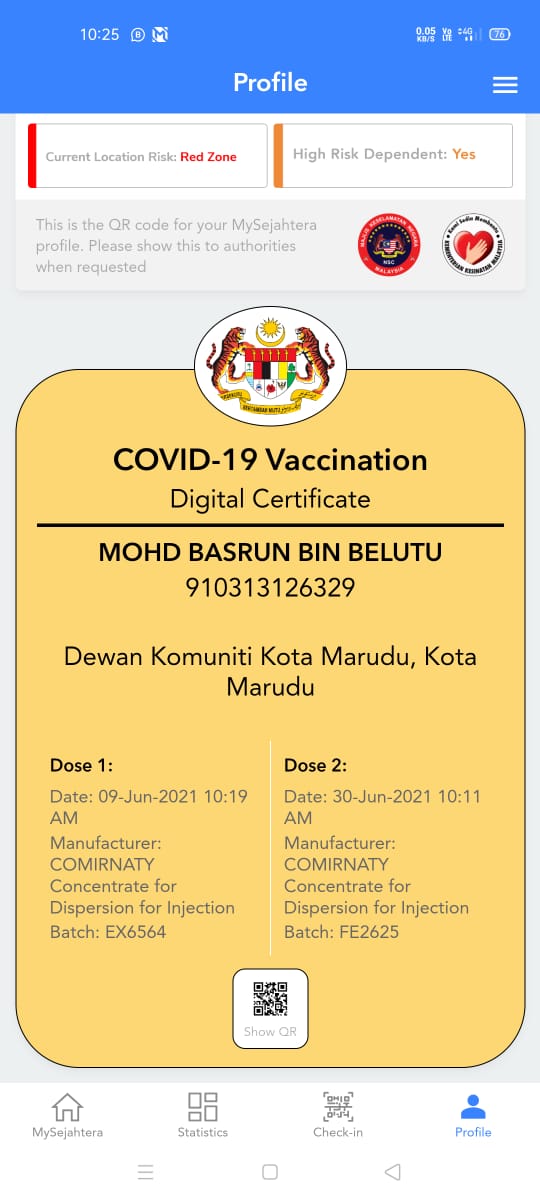 10:25
0.05 KB/S Vo LTE 4G 76
Profile
Current Location Risk: Red Zone
High Risk Dependent: Yes
This is the QR code for your MySejahtera
profile. Please show this to authorities
when requested
MAJLIS KESELAMATAN NEGARA
NSC
MALAYSIA
Kami Sedia Membantu
KEMENTERIAN KESIHATAN MALAYSIA
COVID-19 Vaccination
Digital Certificate
MOHD BASRUN BIN BELUTU
910313126329
Dewan Komuniti Kota Marudu, Kota
Marudu
Dose 1:
Date: 09-Jun-2021 10:19
AM
Manufacturer:
COMIRNATY
Concentrate for
Dispersion for Injection
Batch: EX6564
Dose 2:
Date: 30-Jun-2021 10:11
AM
Manufacturer:
COMIRNATY
Concentrate for
Dispersion for Injection
Batch: FE2625
Show QR
MySejahtera
Statistics
Check-in
Profile